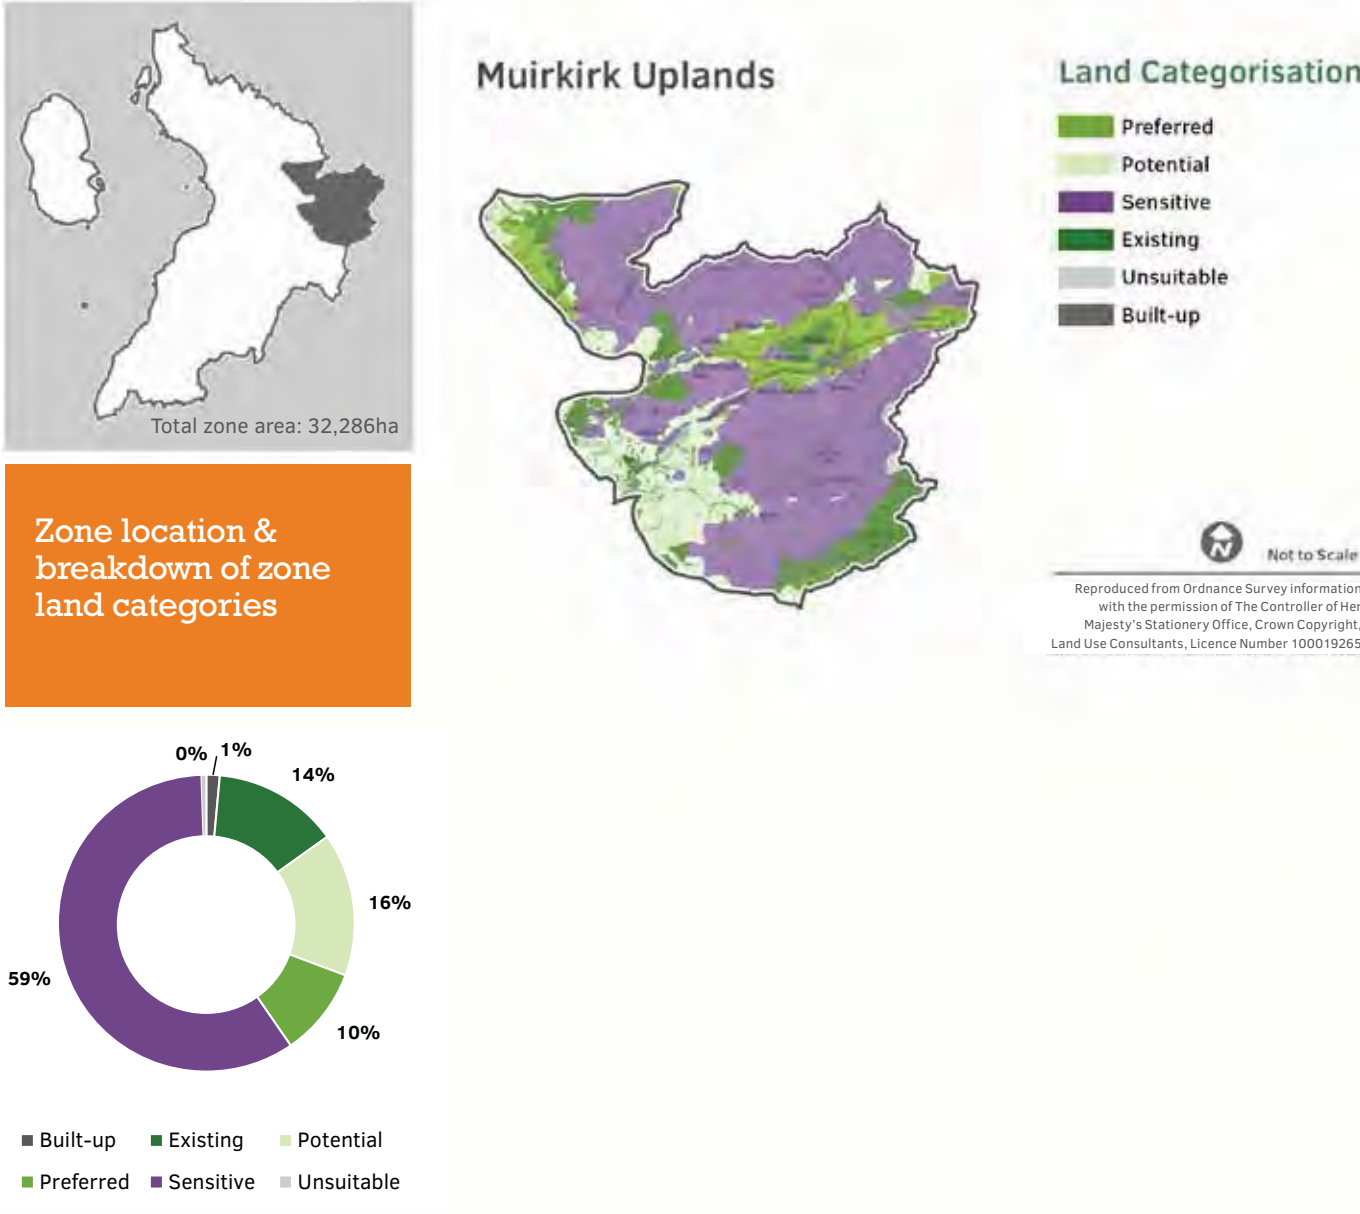 Total zone area: 32,286ha
Muirkirk Uplands
Land Categorisation
Preferred
Potential
Sensitive
Existing
Unsuitable
Built-up
N
Not to Scale
Reproduced from Ordnance Survey information
with the permission of The Controller of Her
Majesty's Stationery Office, Crown Copyright,
Land Use Consultants, Licence Number 100019265
Zone location &
breakdown of zone
land categories
0% 1%
14%
16%
59%
10%
Built-up Existing Potential
Preferred Sensitive Unsuitable